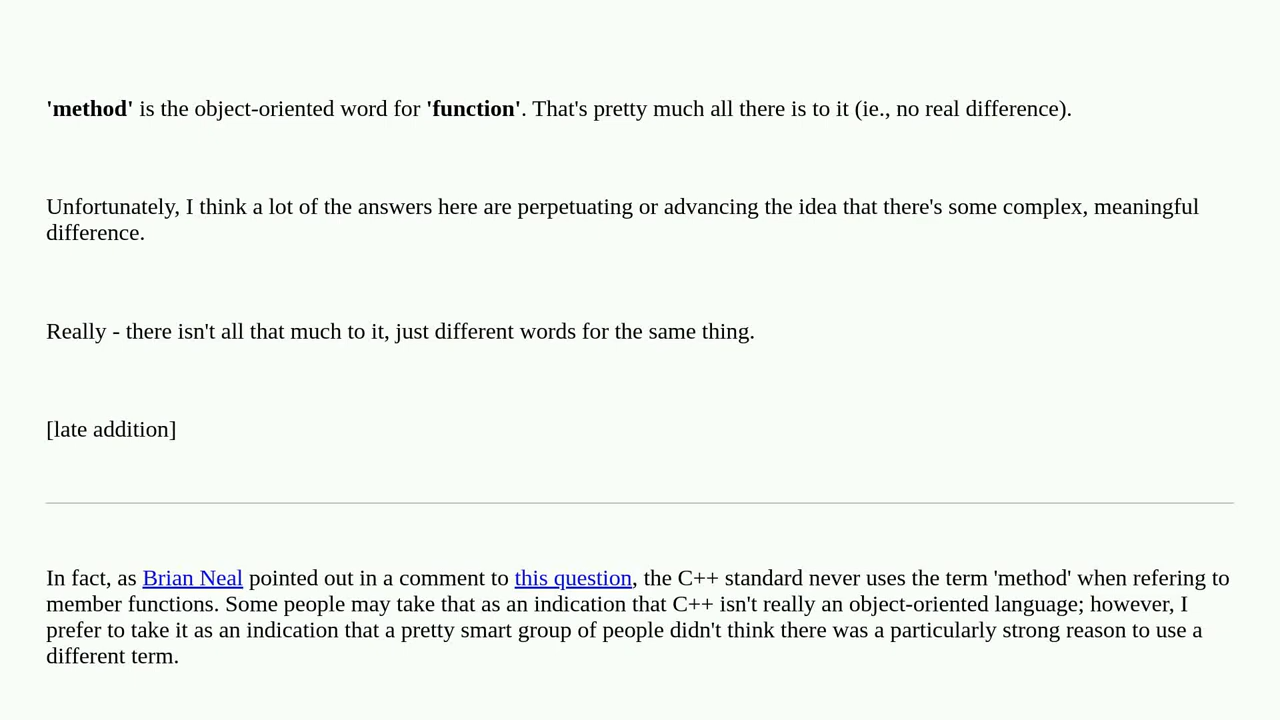 'method' is the object-oriented word for 'function'. That's pretty much all there is to it (ie., no real difference).
Unfortunately, I think a lot of the answers here are perpetuating or advancing the idea that there's some complex, meaningful
difference.
Really - there isn't all that much to it, just different words for the same thing.
[late addition]
In fact, as Brian Neal pointed out in a comment to this question, the C++ standard never uses the term 'method' when refering to
member functions. Some people may take that as an indication that C++ isn't really an object-oriented language; however, I
prefer to take it as an indication that a pretty smart group of people didn't think there was a particularly strong reason to use a
different term.